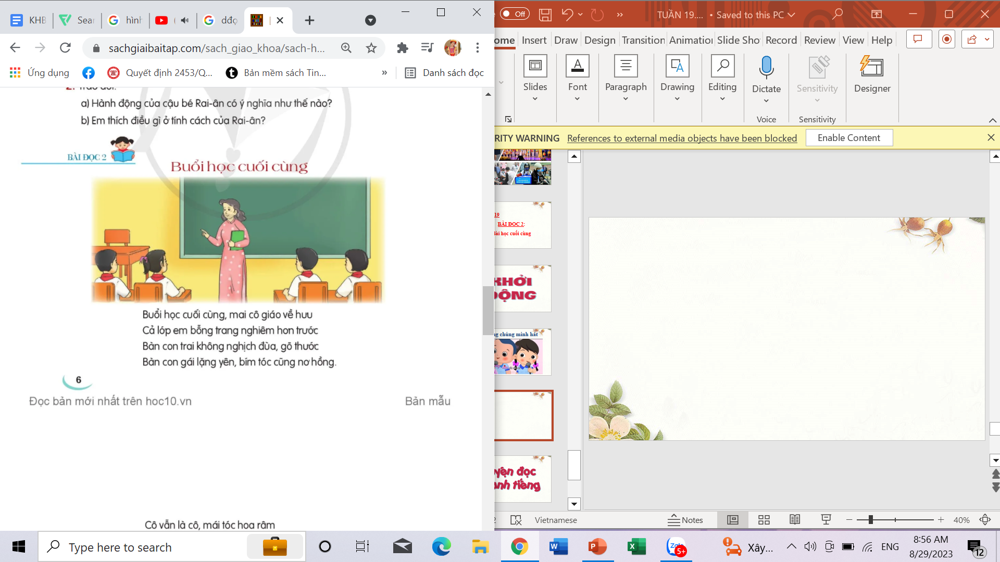 KHB
Sear
hình
dđọ
sachgiaibaitap.com/sach_giao_khoa/sach-h...
Ứng dụng
Quyết định 2453/Q...
Bản mềm sách Tin...
»
Danh sách đọc
2. Trao đổi:
a) Hành động của cậu bé Rai-ân có ý nghĩa như thế nào?
b) Em thích điều gì ở tính cách của Rai-ân?
BÀI ĐỌC 2
Buổi học cuối cùng
Buổi học cuối cùng, mai cô giáo về hưu
Cả lớp em bỗng trang nghiêm hơn trước
Bàn con trai không nghịch đùa, gõ thước
Bàn con gái lặng yên, bím tóc cũng nơ hồng.
6
Đọc bản mới nhất trên hoc10.vn
Bản mẫu
Cô vẫn là cô, mái tóc hoa râm
Off
TUẦN 19.... • Saved to this PC
ome Insert Draw Design Transition Animatio Slide Sho Record Review View Help
Slides
Font
Paragraph
Drawing
Editing
Dictate
Sensitivity
Designer
Voice
Sensitivity
RITY WARNING References to external media objects have been blocked Enable Content
19
BÀI ĐỌC 2:
Bài học cuối cùng
KHỞI
ĐỘNG
ng chúng mình hát
yện đọc
anh tiếng
Vietnamese
Notes
40%
Type here to search
Zalo
5+
Xây...
ENG
8:56 AM
8/29/2023
12